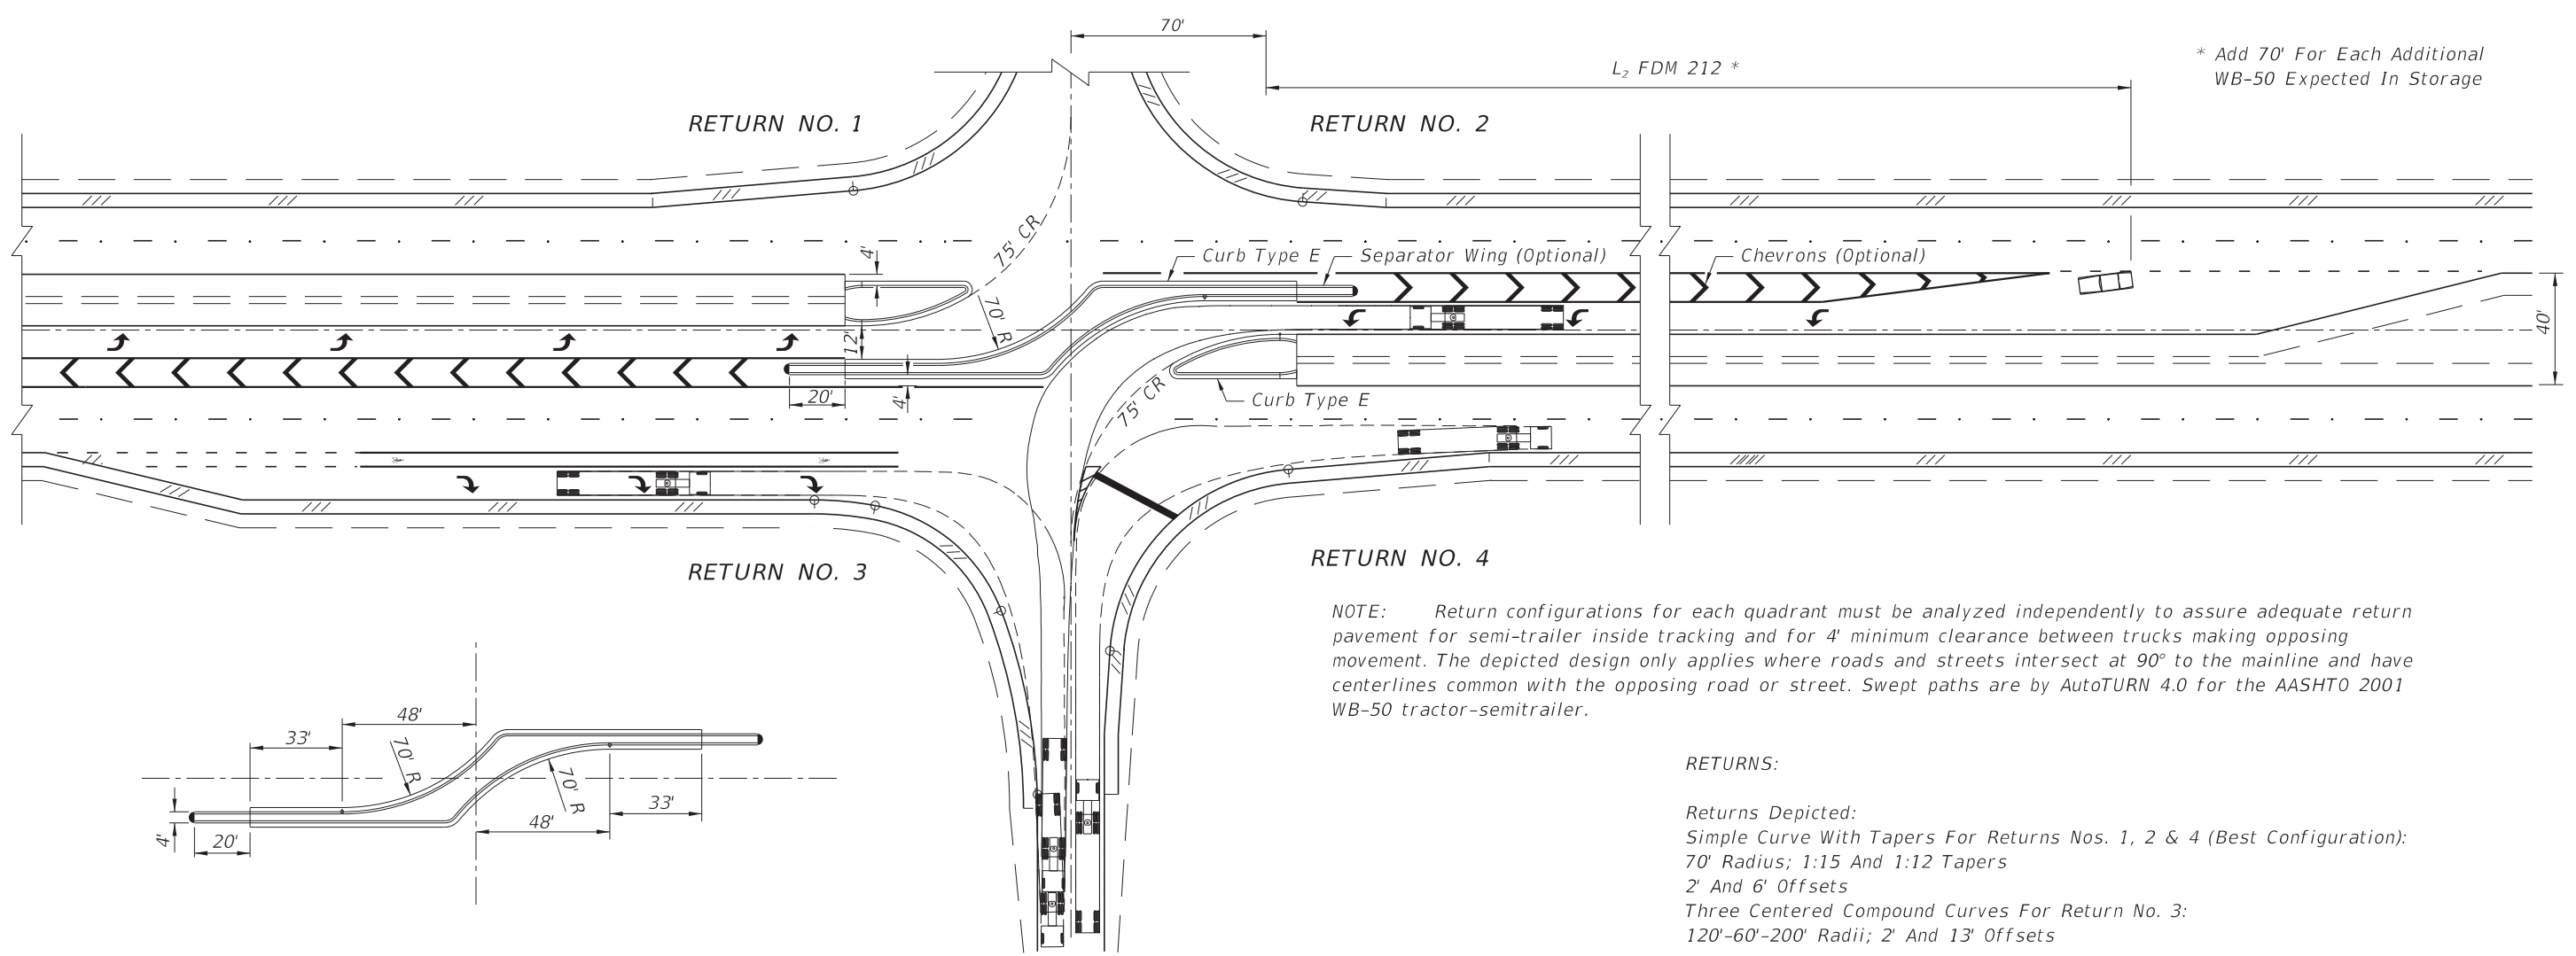 70'
L2 FDM 212 *
* Add 70' For Each Additional
WB-50 Expected In Storage
RETURN NO. 1
RETURN NO. 2
75' CR
4'
Curb Type E
Separator Wing (Optional)
Chevrons (Optional)
70' R
12'
40'
20'
4'
75' CR
Curb Type E
RETURN NO. 3
RETURN NO. 4
NOTE: Return configurations for each quadrant must be analyzed independently to assure adequate return
pavement for semi-trailer inside tracking and for 4' minimum clearance between trucks making opposing
movement. The depicted design only applies where roads and streets intersect at 90° to the mainline and have
centerlines common with the opposing road or street. Swept paths are by AutoTURN 4.0 for the AASHTO 2001
WB-50 tractor-semitrailer.
48'
33'
70' R
70' R
33'
48'
4'
20'
RETURNS:
Returns Depicted:
Simple Curve With Tapers For Returns Nos. 1, 2 & 4 (Best Configuration):
70' Radius; 1:15 And 1:12 Tapers
2' And 6' Offsets
Three Centered Compound Curves For Return No. 3:
120'-60'-200' Radii; 2' And 13' Offsets